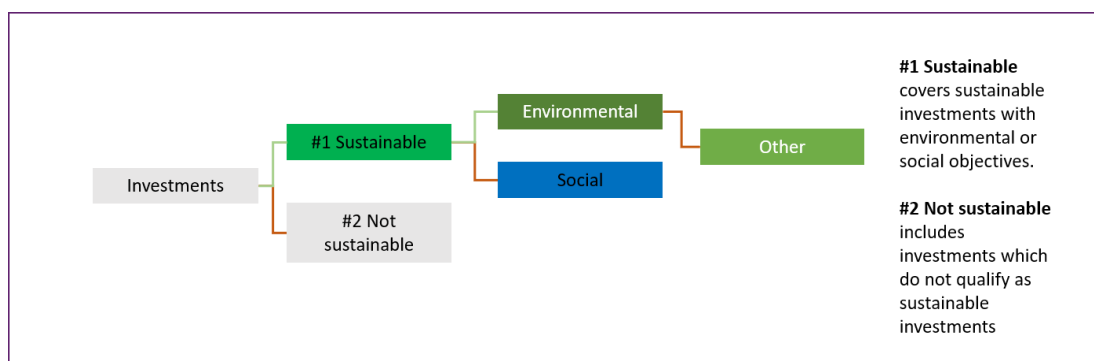 Investments
#1 Sustainable
#2 Not
sustainable
Environmental
Social
Other
#1 Sustainable
covers sustainable
investments with
environmental or
social objectives.
#2 Not sustainable
includes
investments which
do not qualify as
sustainable
investments